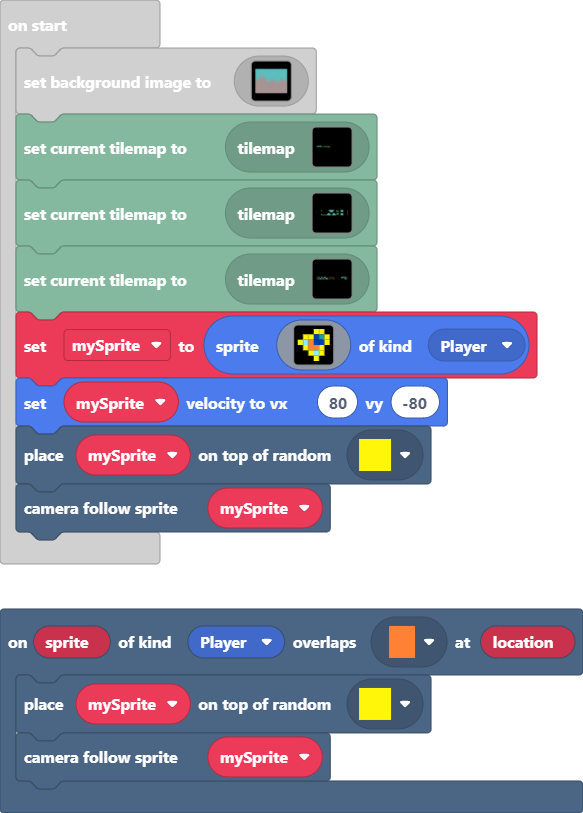 on start
set background image to
set current tilemap to tilemap
set current tilemap to tilemap
set current tilemap to tilemap
set mySprite to sprite of kind Player
set mySprite velocity to vx 80 vy -80
place mySprite on top of random
camera follow sprite mySprite
on sprite of kind Player overlaps at location
place mySprite on top of random
camera follow sprite mySprite